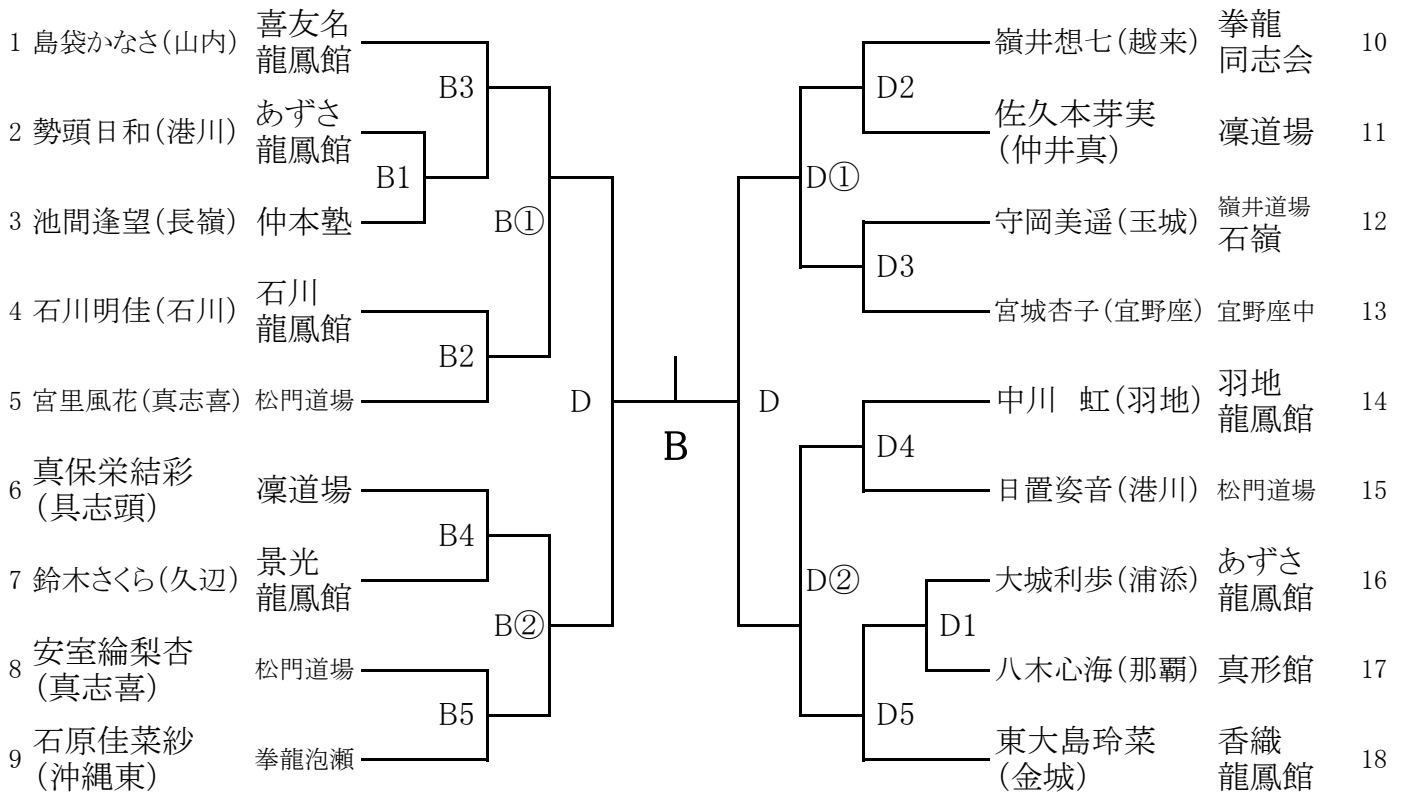 1 島袋かなさ(山内) 喜友名
龍鳳館
2 勢頭日和(港川) あずさ
龍鳳館
3 池間逢望(長嶺) 仲本塾
4 石川明佳(石川) 石川
龍鳳館
5 宮里風花(真志喜) 松門道場
6 真保栄結彩
(具志頭) 凜道場
7 鈴木さくら(久辺) 景光
龍鳳館
8 安室綸梨杏
(真志喜) 松門道場
9 石原佳菜紗
(沖縄東) 拳龍泡瀬
B3
B1
B①
B2
D
B4
B②
B5
B
D2
D①
D3
D
D4
D②
D1
D5
嶺井想七(越来) 拳龍
同志会 10
佐久本芽実
(仲井真) 凜道場 11
守岡美遥(玉城) 嶺井道場
石嶺 12
宮城杏子(宜野座) 宜野座中 13
中川 虹(羽地) 羽地
龍鳳館 14
日置姿音(港川) 松門道場 15
大城利歩(浦添) あずさ
龍鳳館 16
八木心海(那覇) 真形館 17
東大島玲菜
(金城) 香織
龍鳳館 18